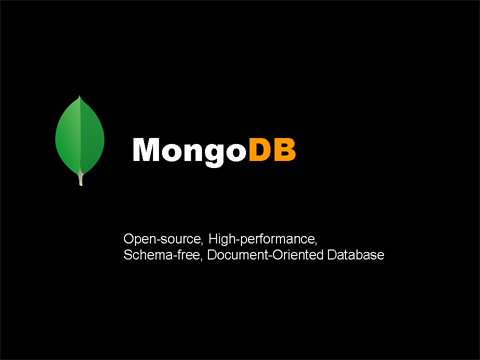 MongoDB
Open-source, High-performance,
Schema-free, Document-Oriented Database